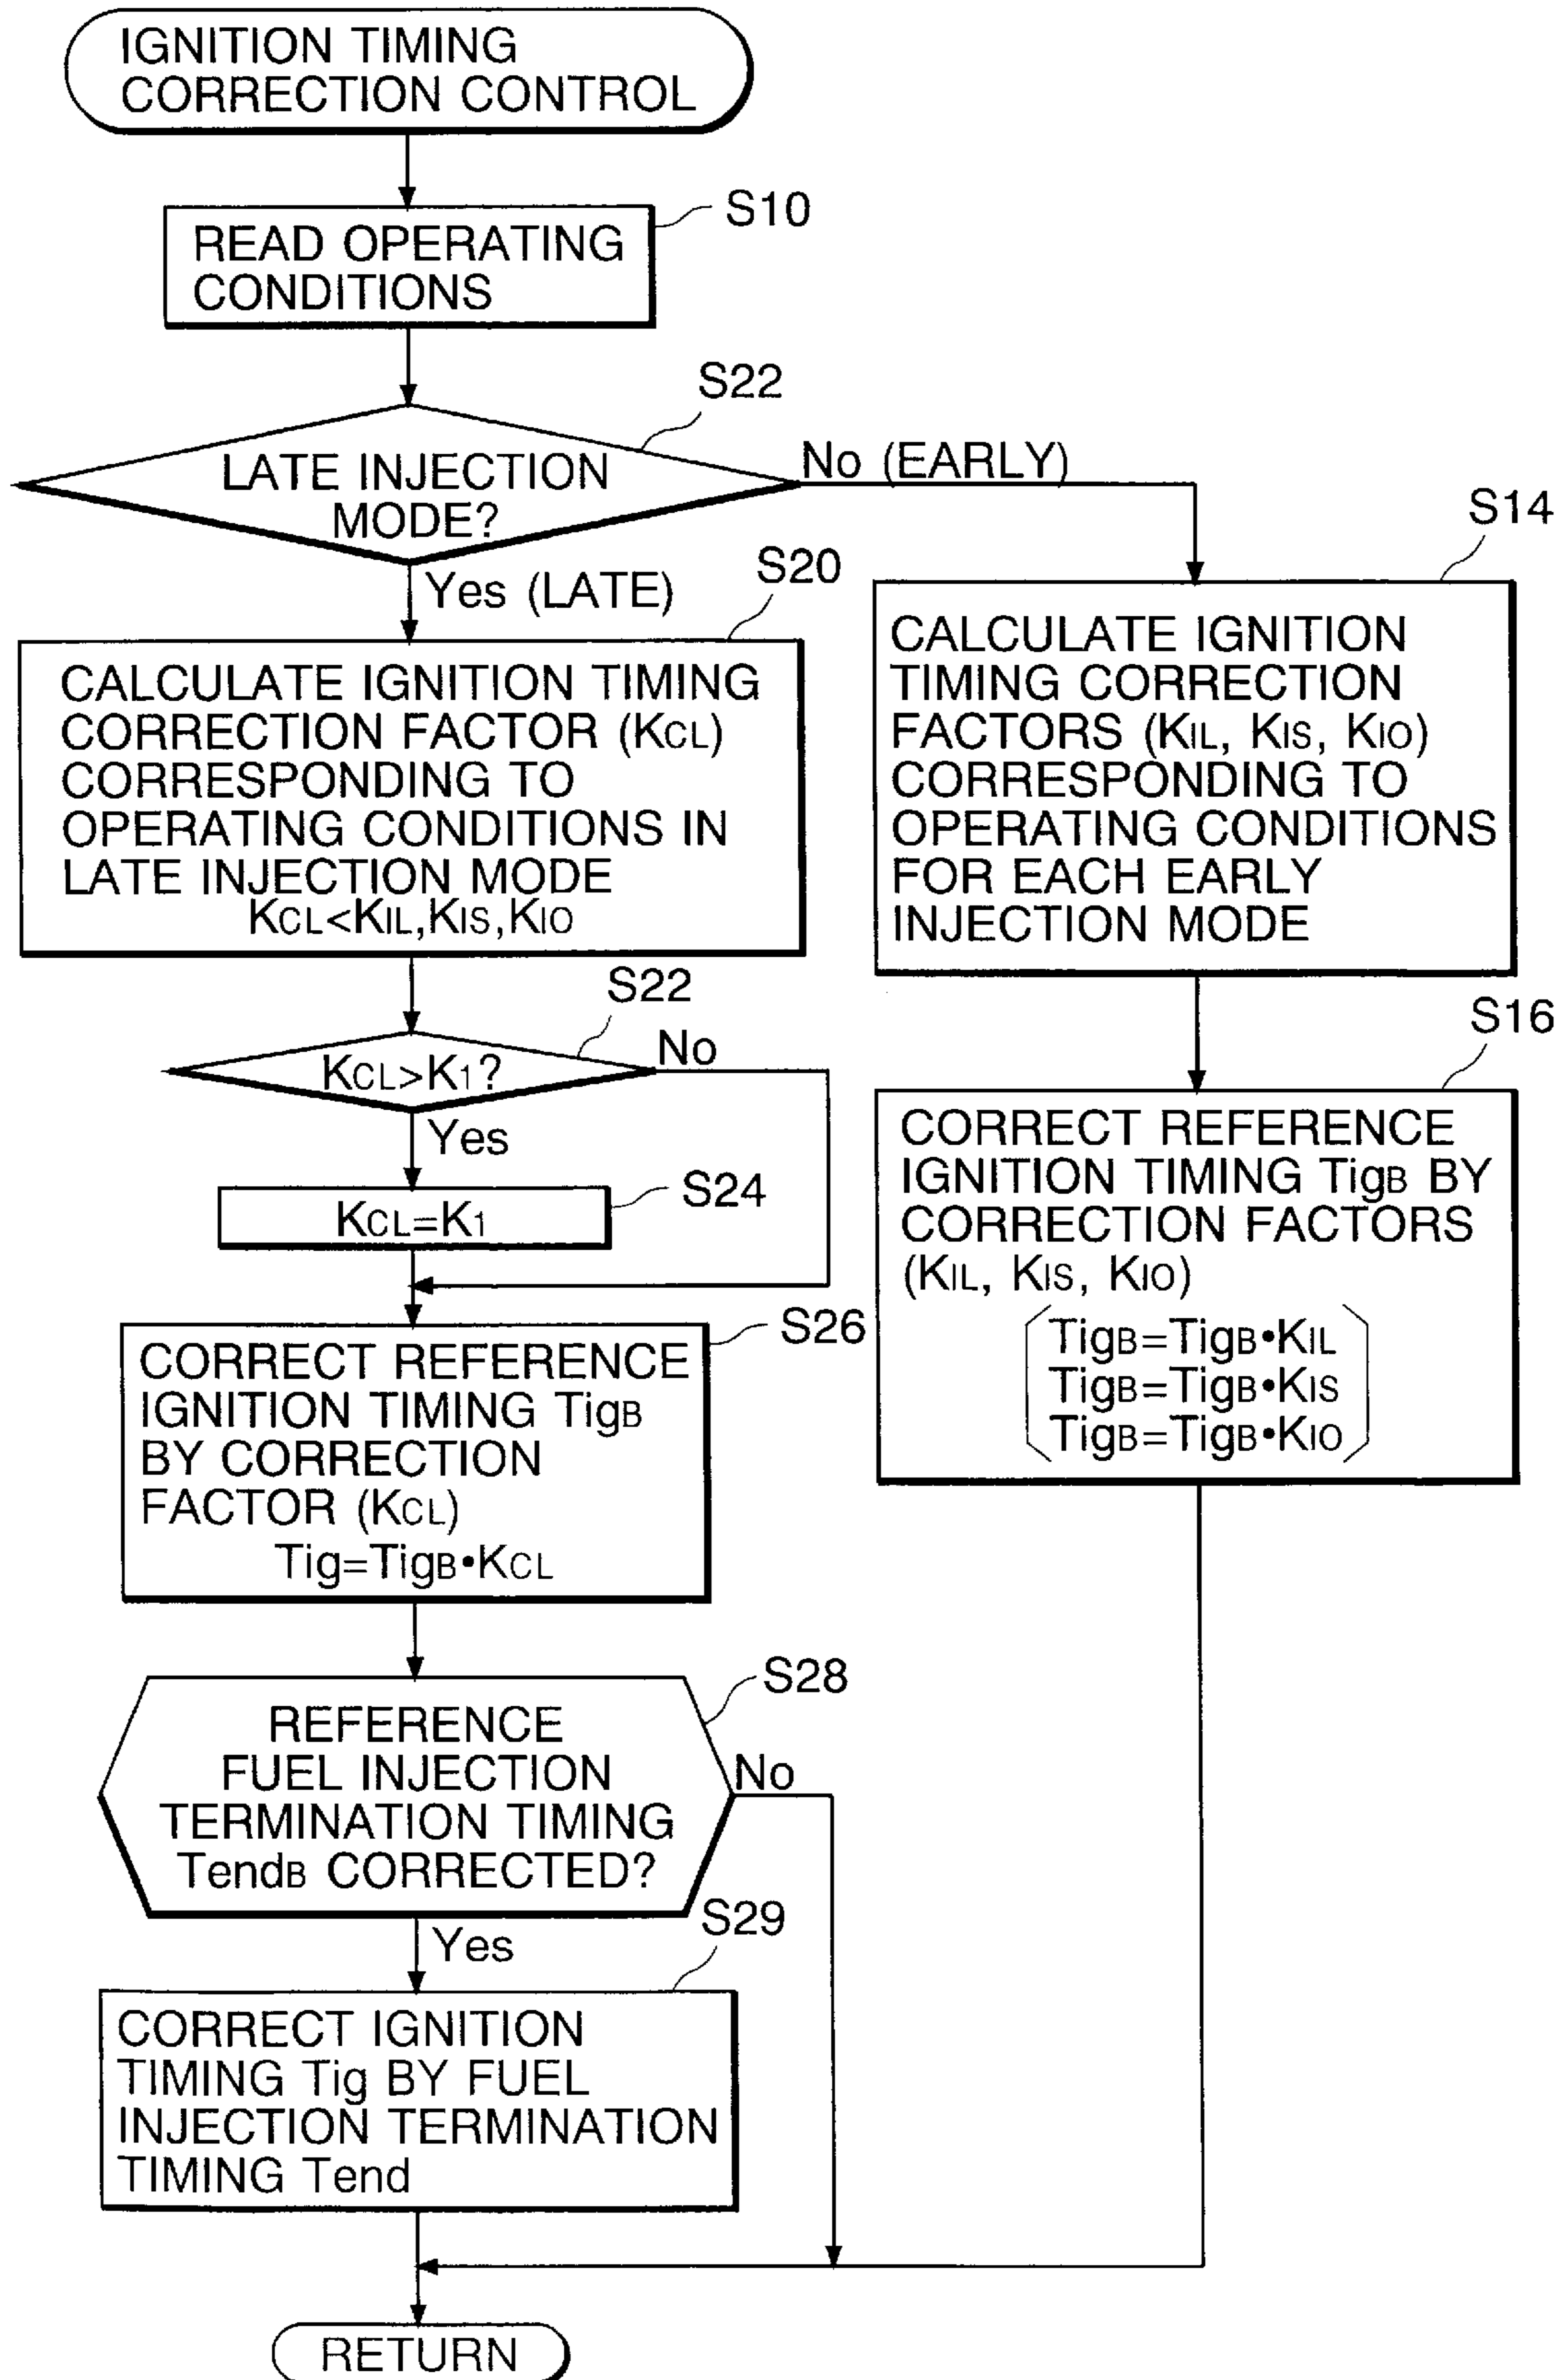 IGNITION TIMING
CORRECTION CONTROL
S10
READ OPERATING
CONDITIONS
S22
LATE INJECTION
MODE?
No (EARLY)
Yes (LATE)
S20
CALCULATE IGNITION TIMING
CORRECTION FACTOR (KCL)
CORRESPONDING TO
OPERATING CONDITIONS IN
LATE INJECTION MODE
KCL<KIL,KIS,KIO
S22
KCL>K1?
No
Yes
S24
KCL=K1
S26
CORRECT REFERENCE
IGNITION TIMING TigB
BY CORRECTION
FACTOR (KCL)
Tig=TigB•KCL
S28
REFERENCE
FUEL INJECTION
TERMINATION TIMING
TendB CORRECTED?
No
Yes
S29
CORRECT IGNITION
TIMING Tig BY FUEL
INJECTION TERMINATION
TIMING Tend
S14
CALCULATE IGNITION
TIMING CORRECTION
FACTORS (KIL, KIS, KIO)
CORRESPONDING TO
OPERATING CONDITIONS
FOR EACH EARLY
INJECTION MODE
S16
CORRECT REFERENCE
IGNITION TIMING TigB BY
CORRECTION FACTORS
(KIL, KIS, KIO)
TigB=TigB•KIL
TigB=TigB•KIS
TigB=TigB•KIO
RETURN